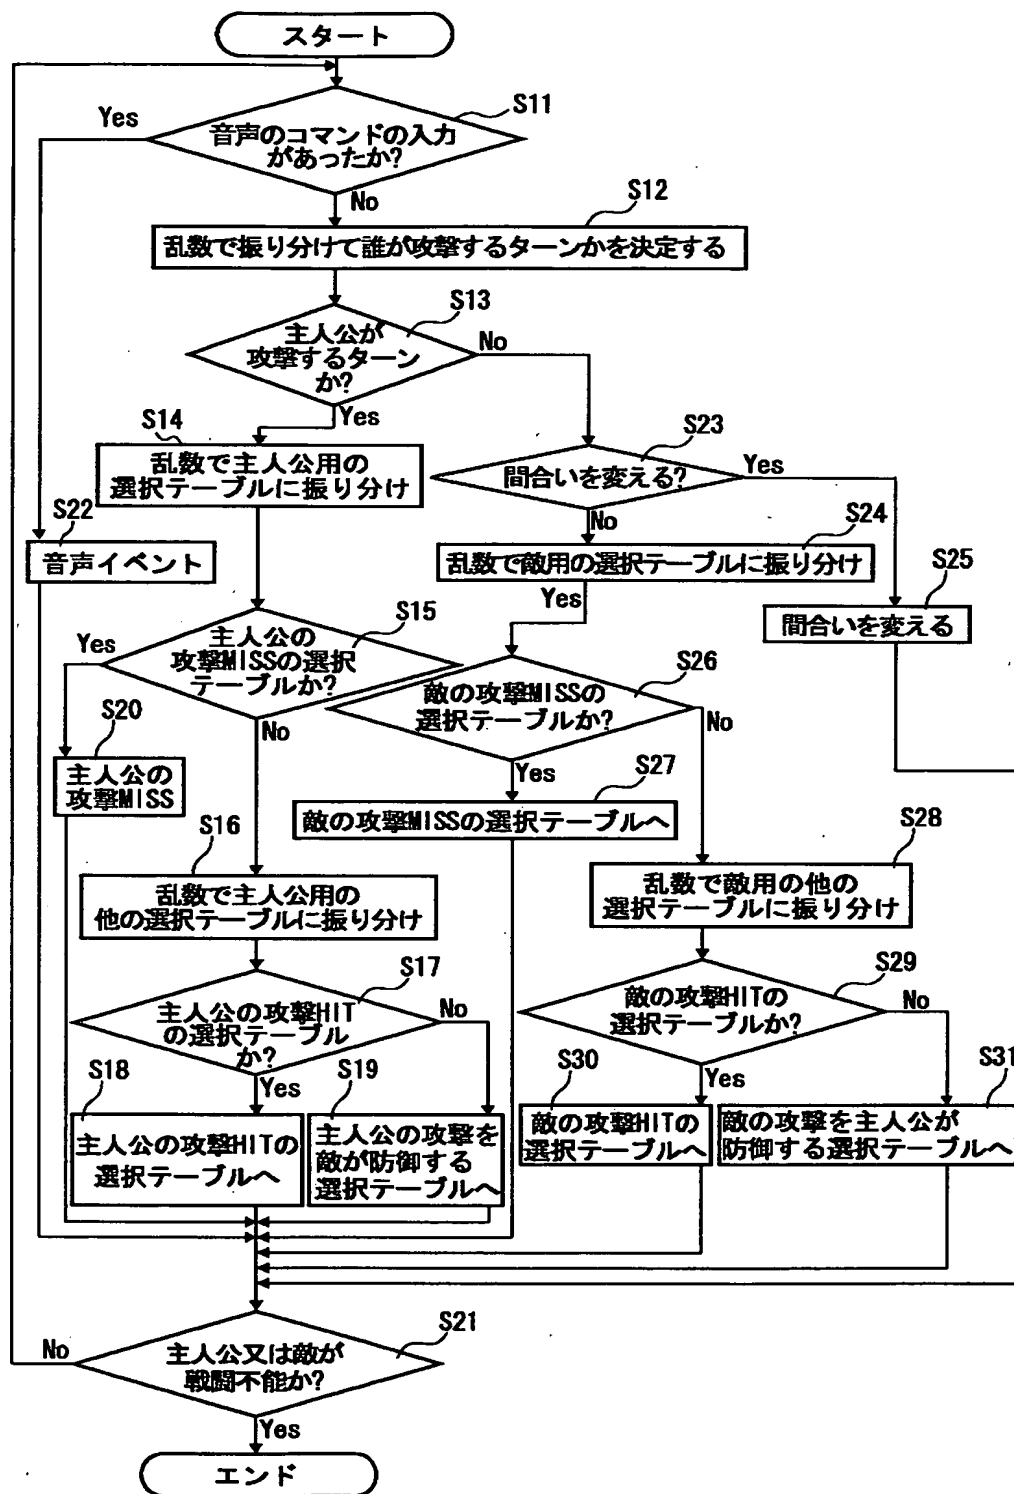 スタート
S11
Yes
音声のコマンドの入力
があったか?
No
S12
乱数で振り分けて誰が攻撃するターンかを決定する
S13
主人公が
攻撃するターン
か?
No
Yes
S14
乱数で主人公用の
選択テーブルに振り分け
S23
間合いを変える?
Yes
No
S22
音声イベント
S24
乱数で敵用の選択テーブルに振り分け
Yes
S25
間合いを変える
S15
Yes
主人公の
攻撃MISSの選択
テーブルか?
No
S26
敵の攻撃MISSの
選択テーブルか?
No
Yes
S20
主人公の
攻撃MISS
S27
敵の攻撃MISSの選択テーブルへ
S16
乱数で主人公用の
他の選択テーブルに振り分け
S28
乱数で敵用の他の
選択テーブルに振り分け
S17
主人公の攻撃HIT
の選択テーブル
か?
No
Yes
S29
敵の攻撃HITの
選択テーブルか?
No
Yes
S18
主人公の攻撃HITの
選択テーブルへ
S19
主人公の攻撃を
敵が防御する
選択テーブルへ
S30
敵の攻撃HITの
選択テーブルへ
S31
敵の攻撃を主人公が
防御する選択テーブルへ
S21
No
主人公又は敵が
戦闘不能か?
Yes
エンド